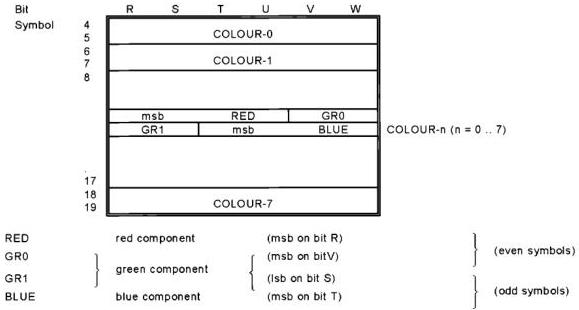 Bit R S T U V W
Symbol 4
5 COLOUR-0
6
7 COLOUR-1
8
msb RED GR0
GR1 msb BLUE COLOUR-n (n = 0 .. 7)
17
18
19 COLOUR-7
RED red component (msb on bit R)
GR0 (msb on bitV) (even symbols)
green component
GR1 (lsb on bit S)
(odd symbols)
BLUE blue component (msb on bit T)